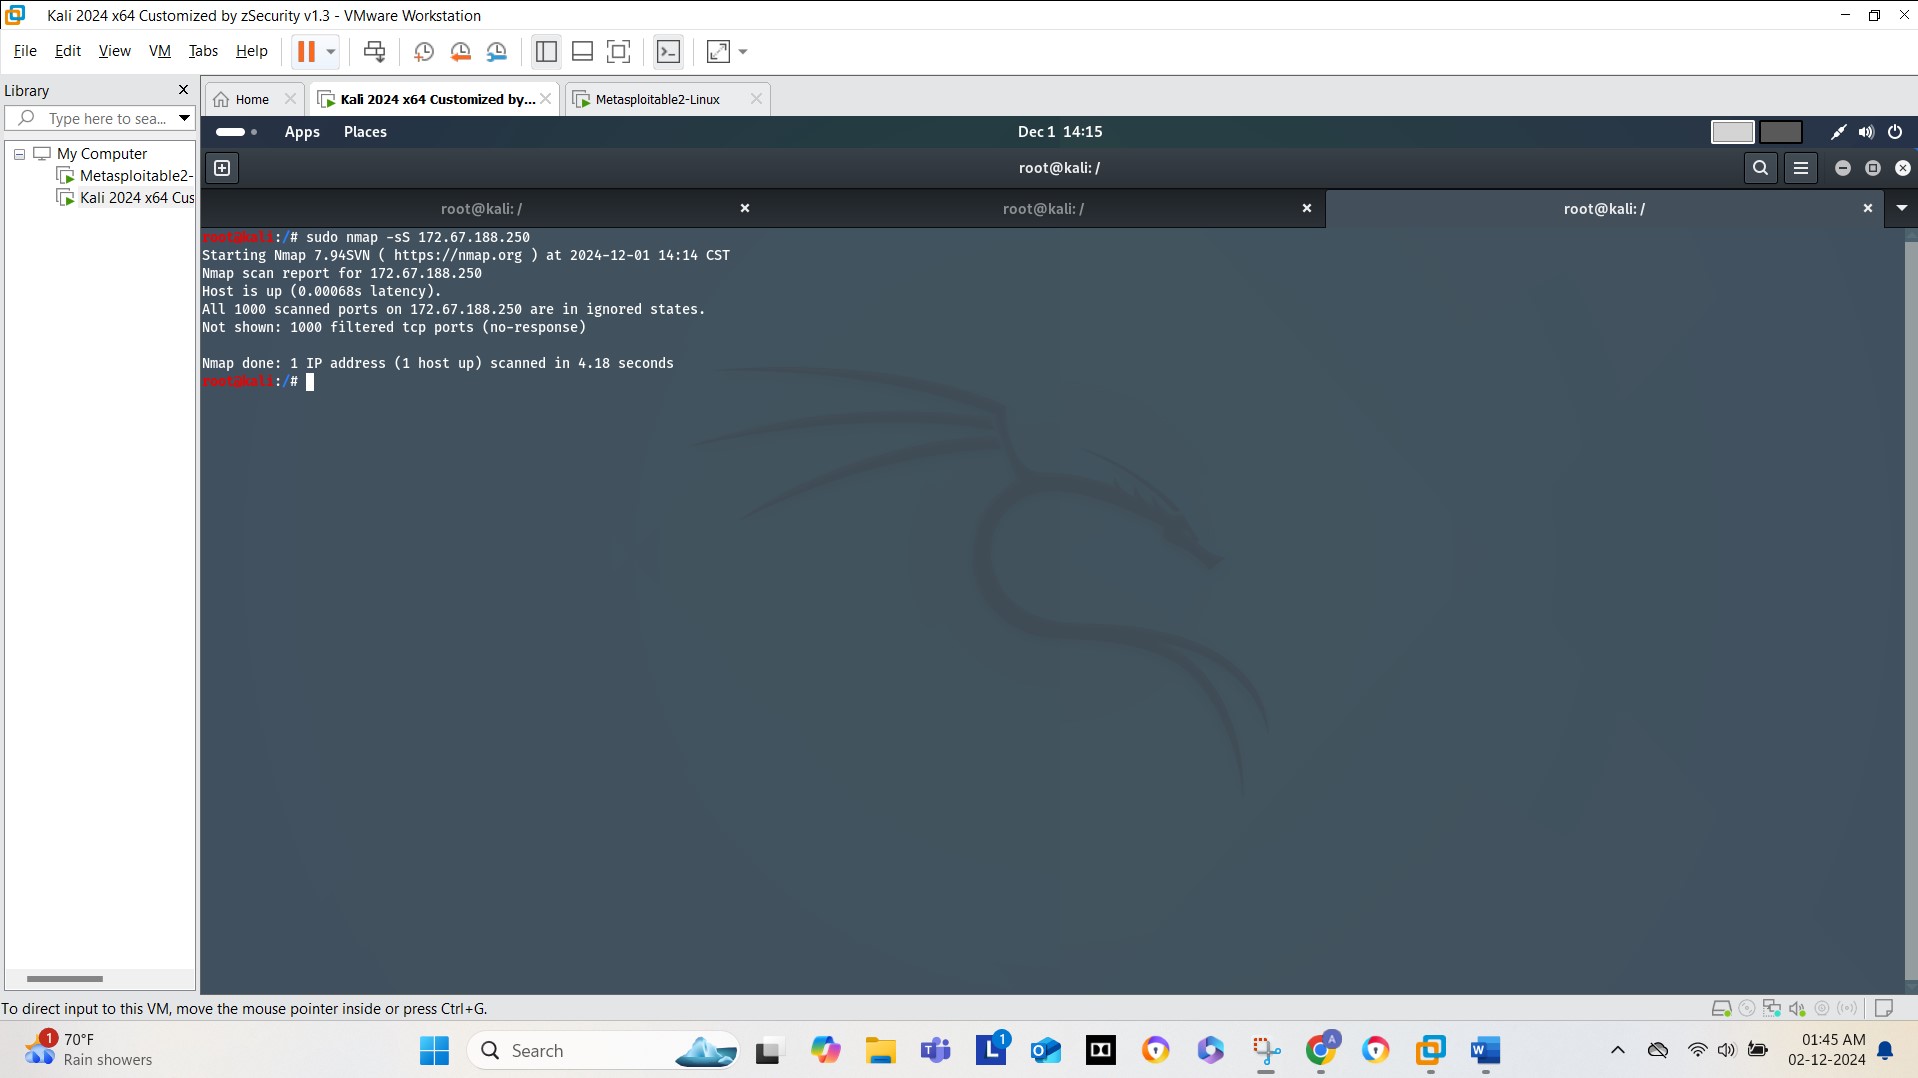 Kali 2024 x64 Customized by zSecurity v1.3 - VMware Workstation
File Edit View VM Tabs Help
Library
Type here to sea...
My Computer
Metasploitable2-
Kali 2024 x64 Cus
Home
Kali 2024 x64 Customized by...
Metasploitable2-Linux
Apps Places
Dec 1 14:15
root@kali: /
root@kali: /
root@kali: /
root@kali: /
root@kali:/# sudo nmap -sS 172.67.188.250
Starting Nmap 7.94SVN ( https://nmap.org ) at 2024-12-01 14:14 CST
Nmap scan report for 172.67.188.250
Host is up (0.00068s latency).
All 1000 scanned ports on 172.67.188.250 are in ignored states.
Not shown: 1000 filtered tcp ports (no-response)
Nmap done: 1 IP address (1 host up) scanned in 4.18 seconds
root@kali:/#
To direct input to this VM, move the mouse pointer inside or press Ctrl+G.
1
70°F
Rain showers
Search
L
1
A
01:45 AM
02-12-2024